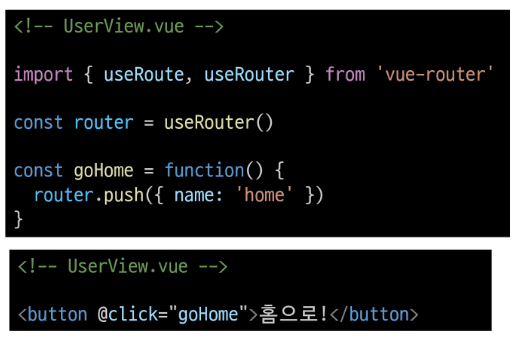 <!-- UserView.vue -->
import { useRoute, useRouter } from 'vue-router'
const router = useRouter()
const goHome = function() {
  router.push({ name: 'home' })
}
<!-- UserView.vue -->
<button @click="goHome">홈으로!</button>